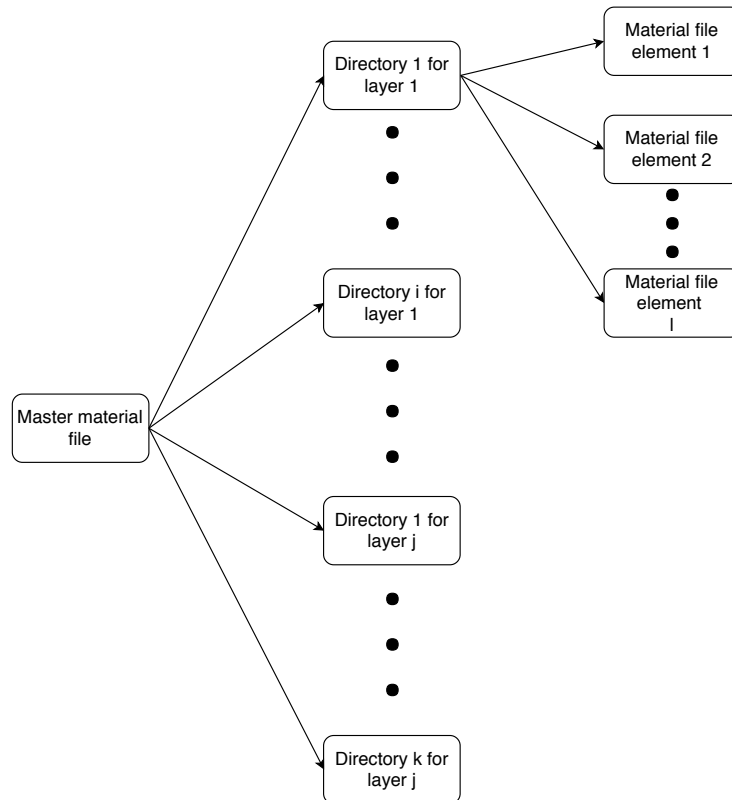 Master material
file
Directory 1 for
layer 1
Directory i for
layer 1
Directory 1 for
layer j
Directory k for
layer j
Material file
element 1
Material file
element 2
Material file
element
l